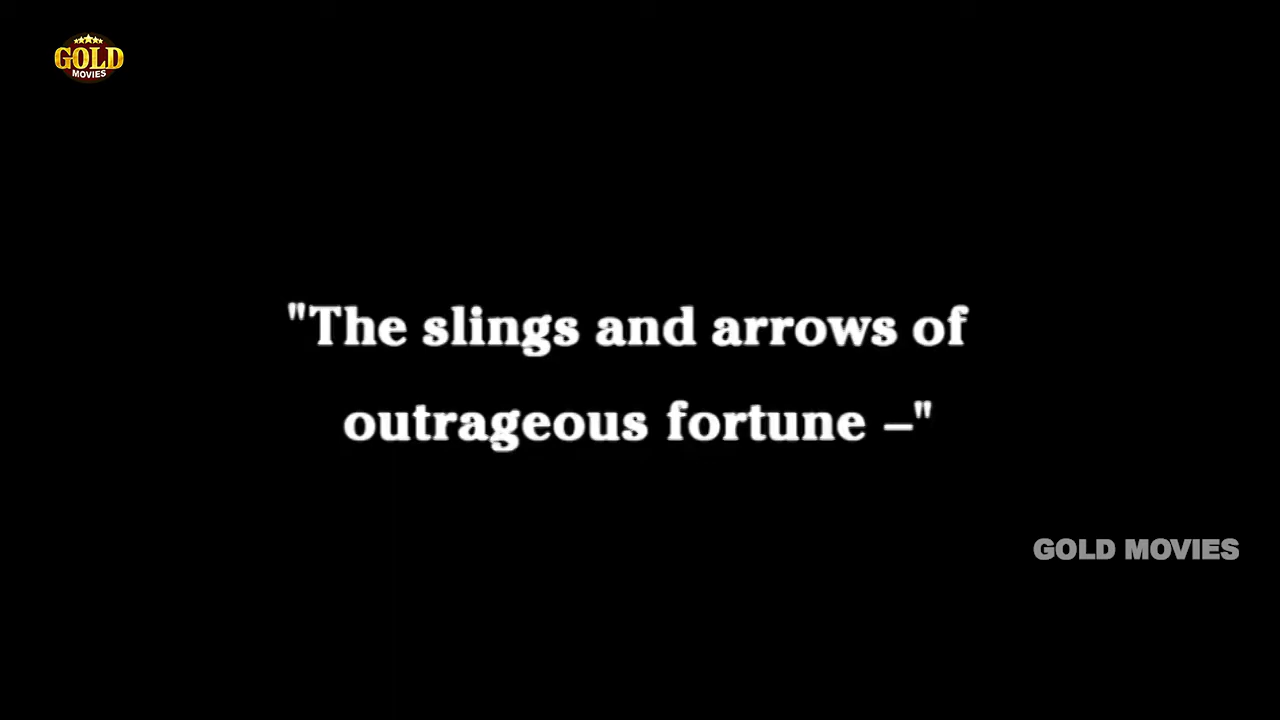 GOLD
MOVIES
"The slings and arrows of
outrageous fortune –"
GOLD MOVIES